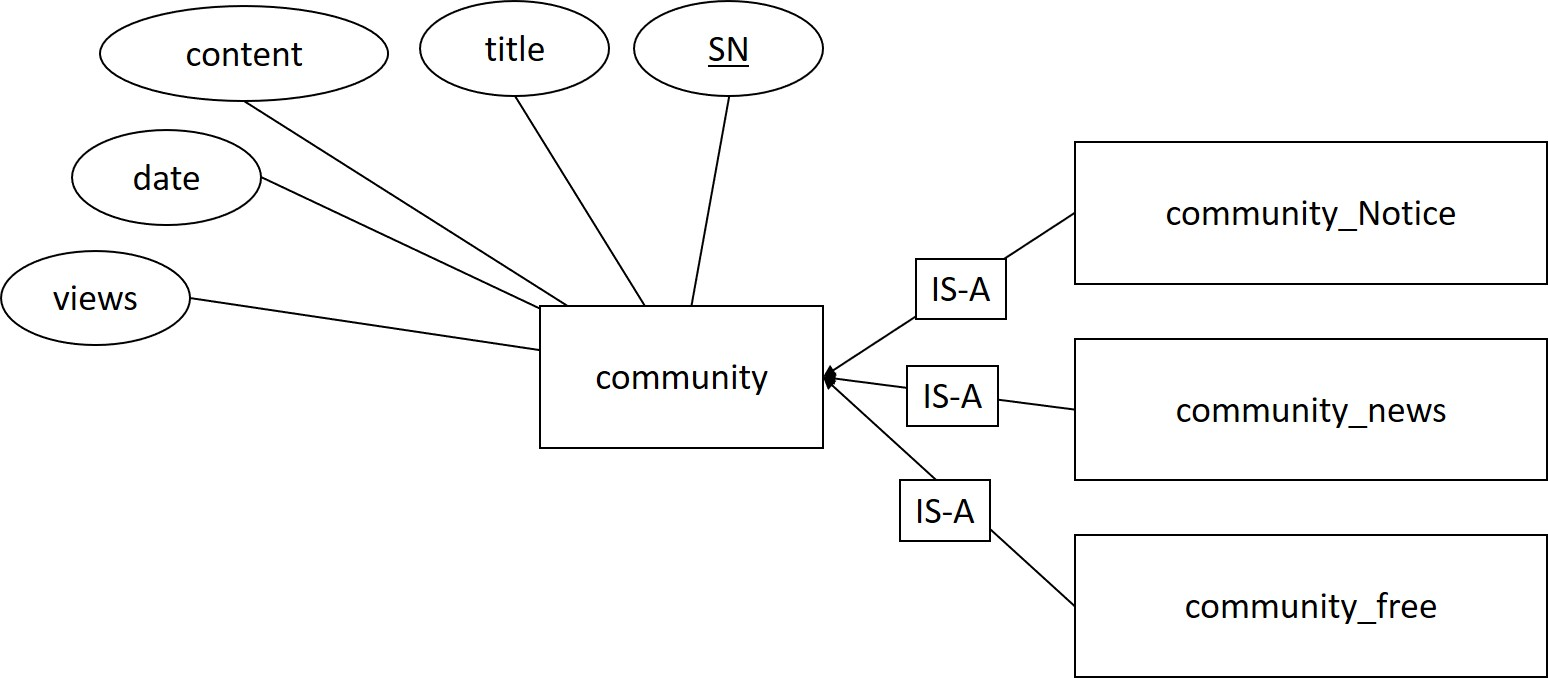 content
title
SN
date
views
community
IS-A
IS-A
IS-A
community_Notice
community_news
community_free